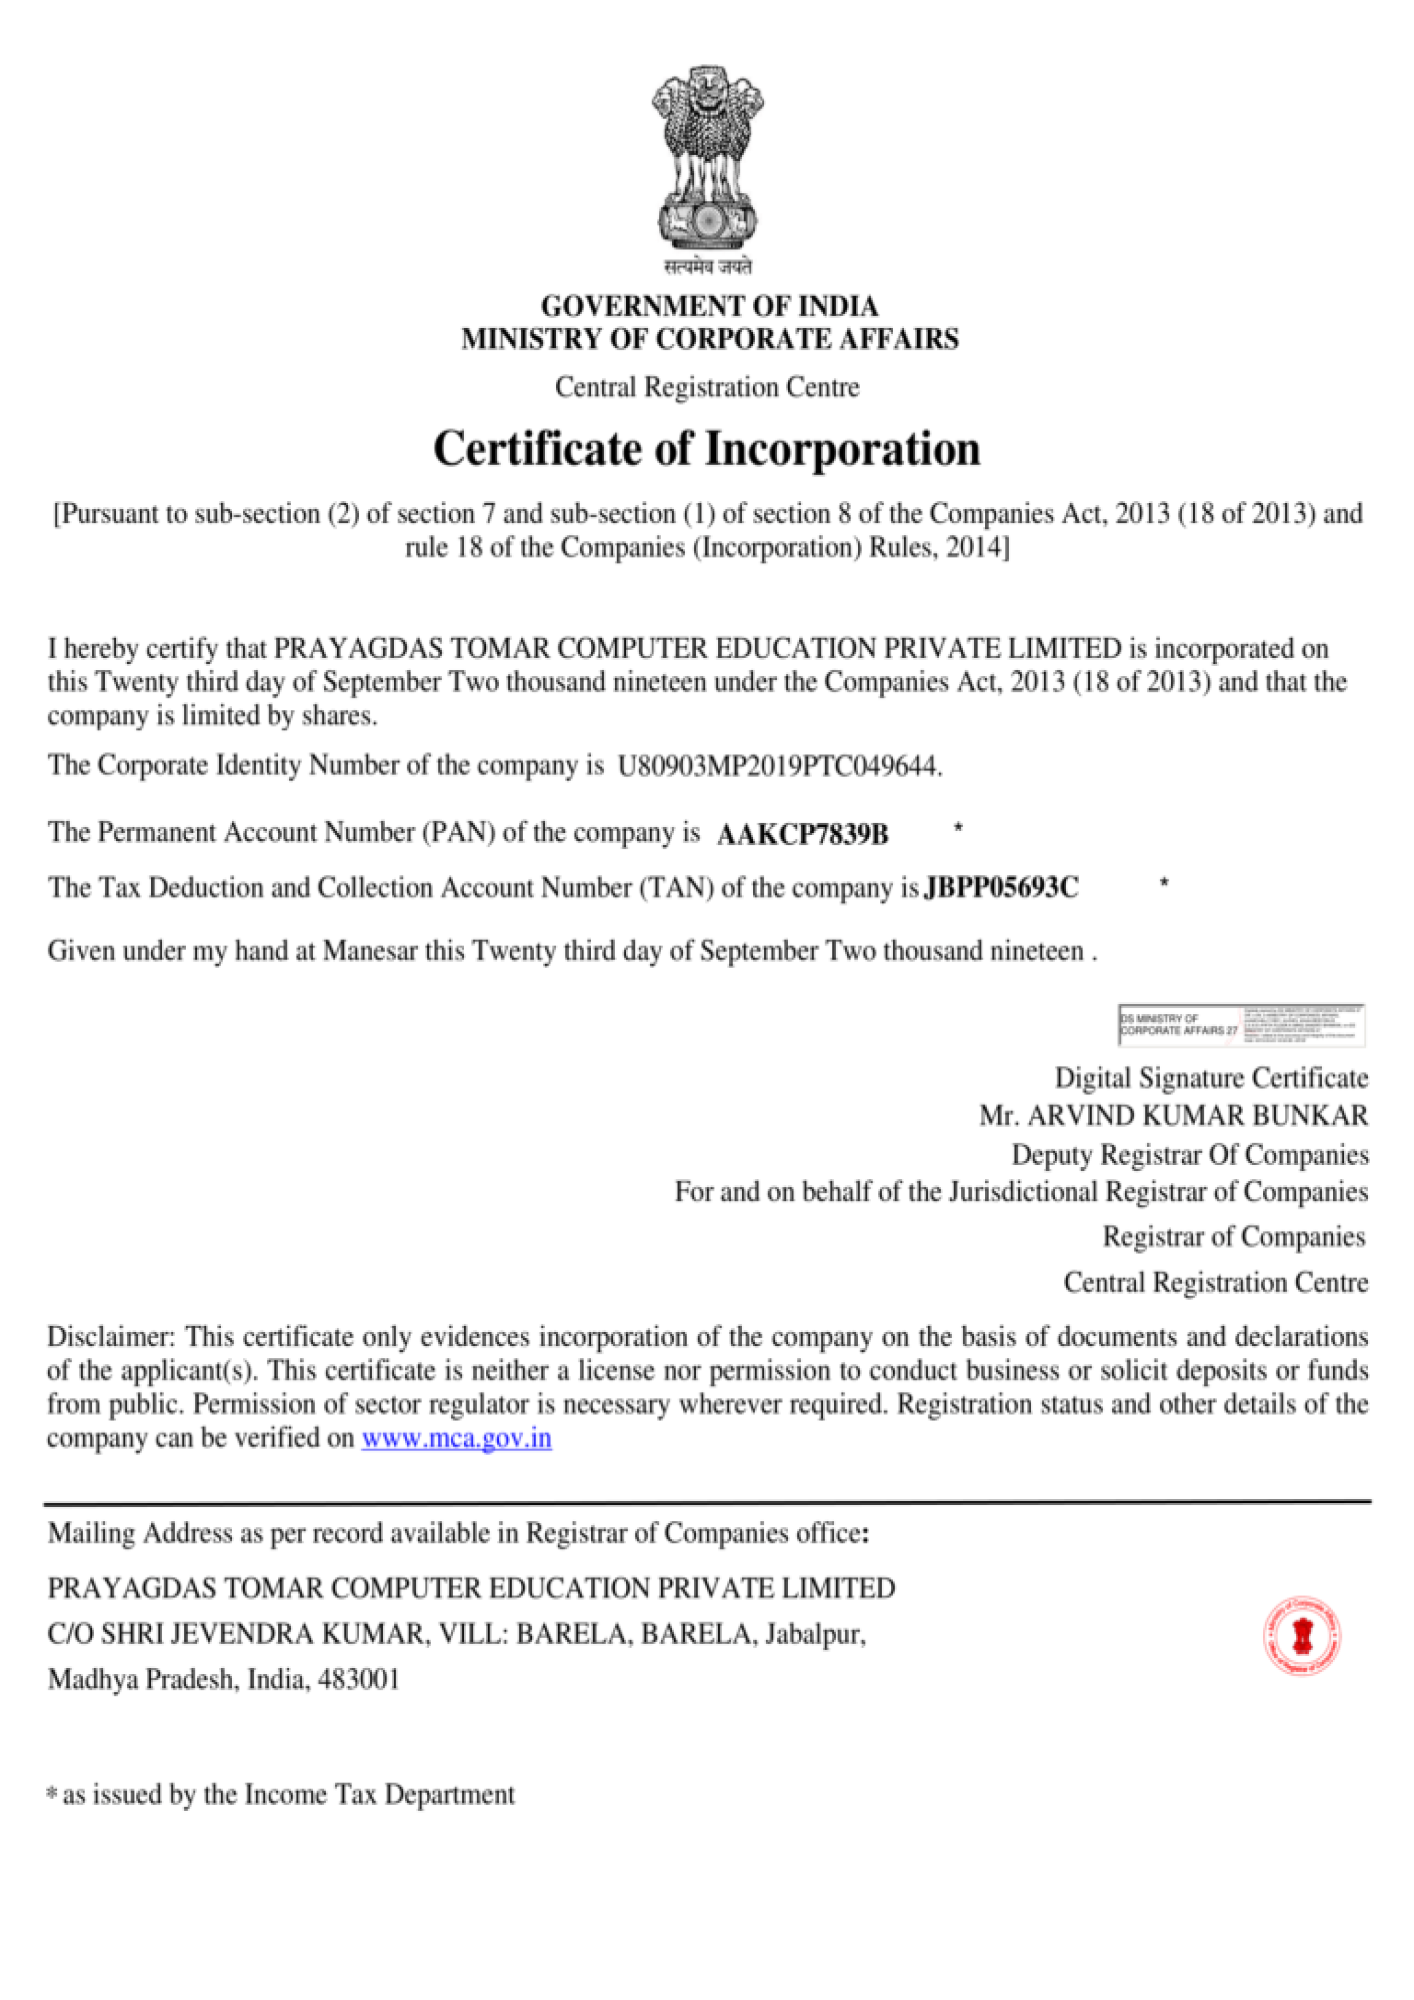 सत्यमेव जयते
GOVERNMENT OF INDIA
MINISTRY OF CORPORATE AFFAIRS
Central Registration Centre
Certificate of Incorporation
[Pursuant to sub-section (2) of section 7 and sub-section (1) of section 8 of the Companies Act, 2013 (18 of 2013) and
rule 18 of the Companies (Incorporation) Rules, 2014]
I hereby certify that PRAYAGDAS TOMAR COMPUTER EDUCATION PRIVATE LIMITED is incorporated on
this Twenty third day of September Two thousand nineteen under the Companies Act, 2013 (18 of 2013) and that the
company is limited by shares.
The Corporate Identity Number of the company is U80903MP2019PTC049644.
The Permanent Account Number (PAN) of the company is AAKCP7839B *
The Tax Deduction and Collection Account Number (TAN) of the company is JBPP05693C *
Given under my hand at Manesar this Twenty third day of September Two thousand nineteen .
DS MINISTRY OF
CORPORATE AFFAIRS 27
Digital Signature Certificate
Mr. ARVIND KUMAR BUNKAR
Deputy Registrar Of Companies
For and on behalf of the Jurisdictional Registrar of Companies
Registrar of Companies
Central Registration Centre
Disclaimer: This certificate only evidences incorporation of the company on the basis of documents and declarations
of the applicant(s). This certificate is neither a license nor permission to conduct business or solicit deposits or funds
from public. Permission of sector regulator is necessary wherever required. Registration status and other details of the
company can be verified on www.mca.gov.in
Mailing Address as per record available in Registrar of Companies office:
PRAYAGDAS TOMAR COMPUTER EDUCATION PRIVATE LIMITED
C/O SHRI JEVENDRA KUMAR, VILL: BARELA, BARELA, Jabalpur,
Madhya Pradesh, India, 483001
Ministry of Corporate Affairs
Office of Registrar of Companies
* as issued by the Income Tax Department